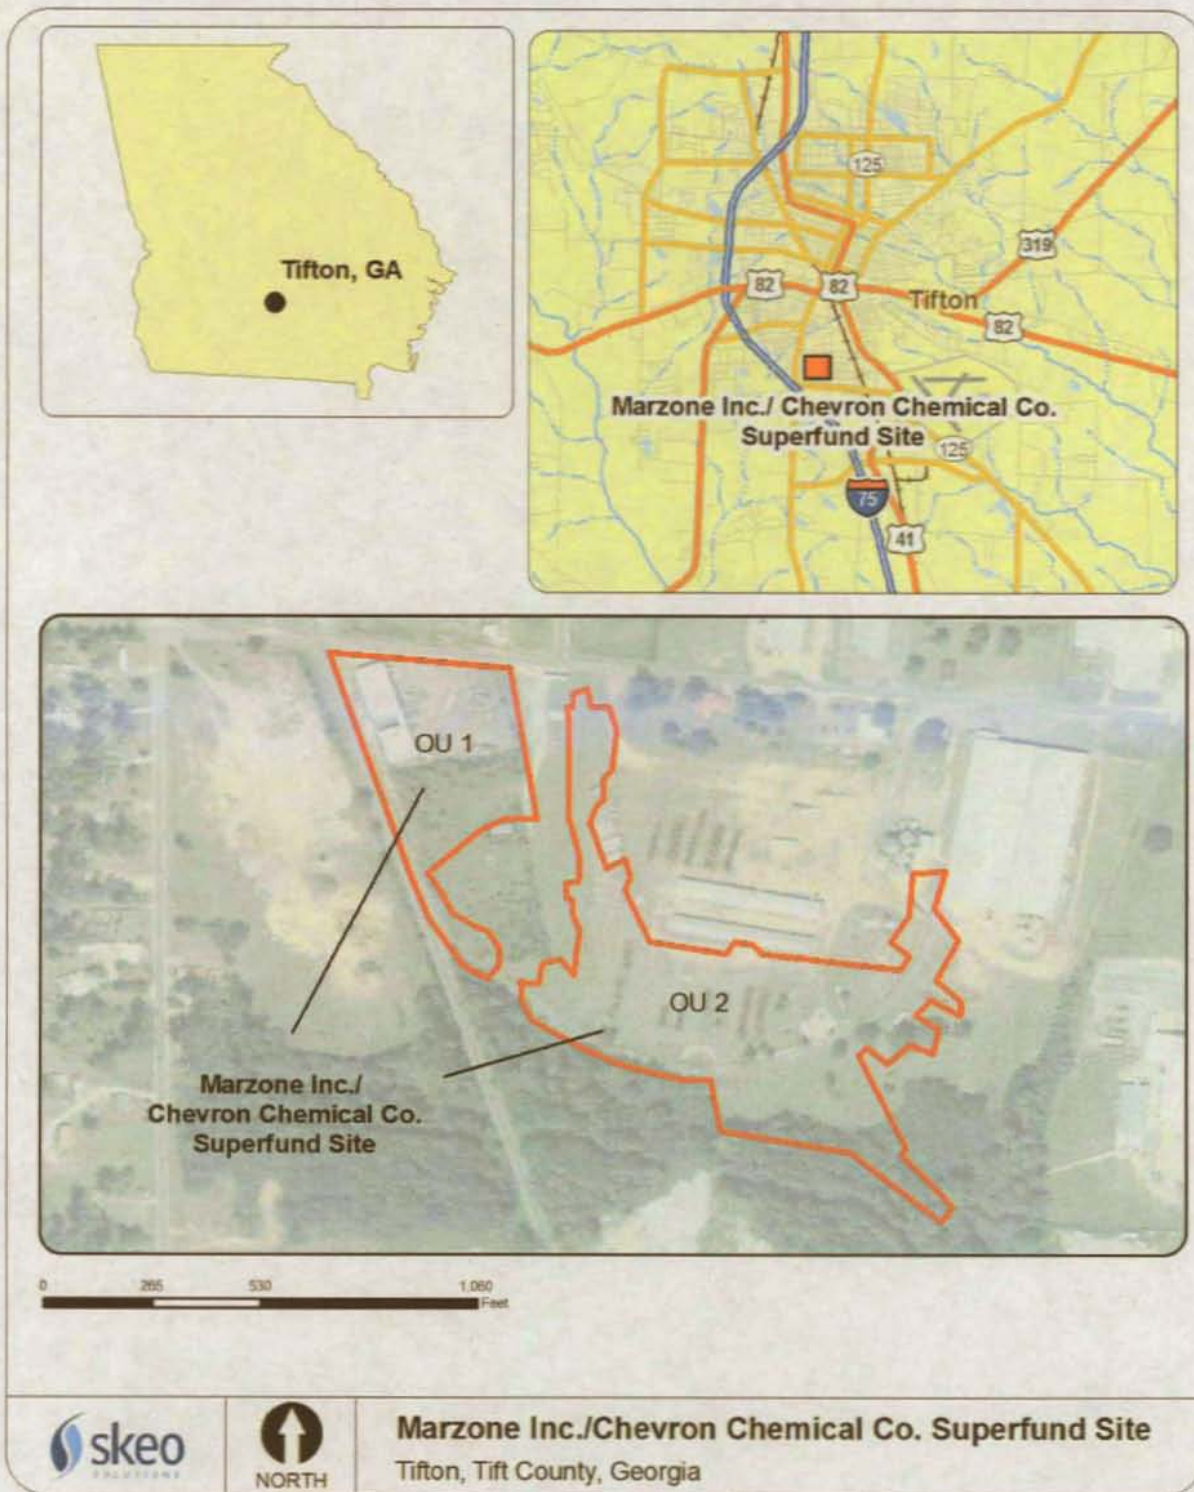 Tifton, GA
125
319
82
82
Tifton
82
Marzone Inc./ Chevron Chemical Co.
Superfund Site
125
75
41
OU 1
OU 2
Marzone Inc./
Chevron Chemical Co.
Superfund Site
0 265 530 1,060
Feet
skeo
SOLUTIONS
NORTH
Marzone Inc./Chevron Chemical Co. Superfund Site
Tifton, Tift County, Georgia